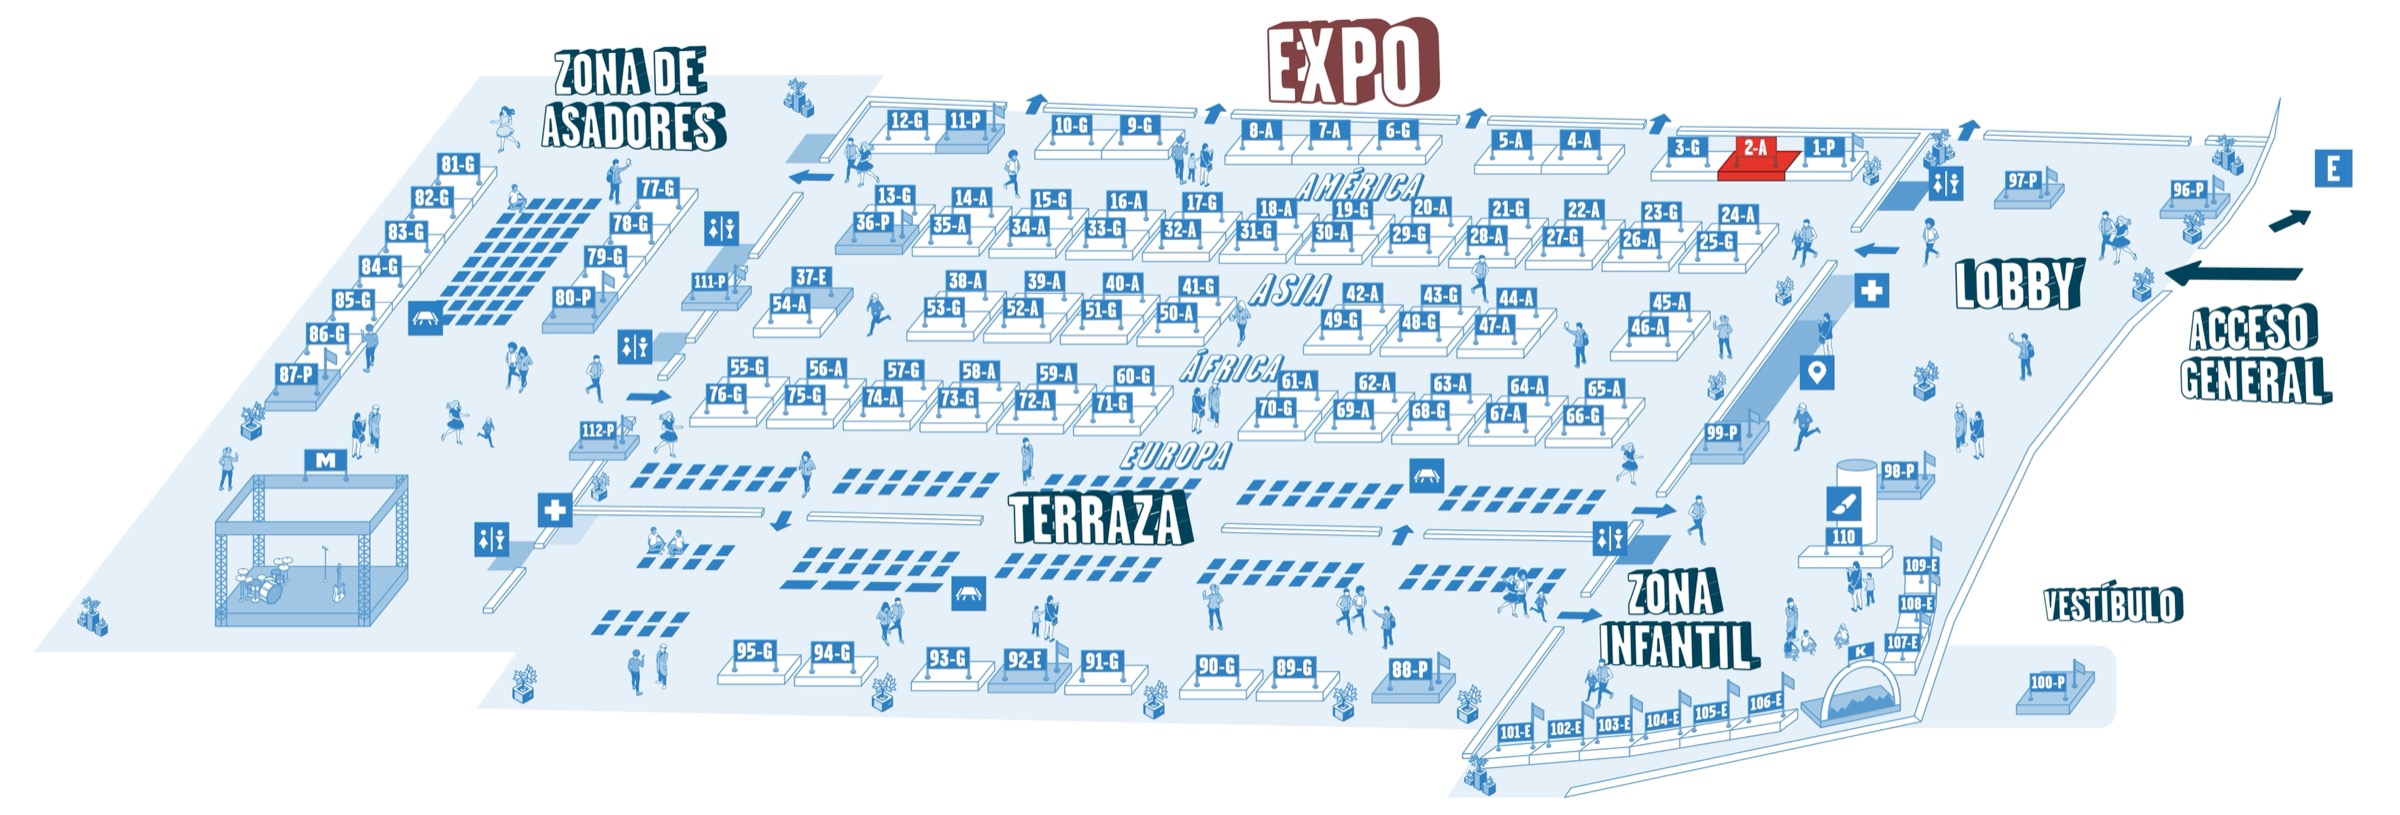 EXPO
ZONA DE
ASADORES
12-G 11-P 10-G 9-G 8-A 7-A 6-G 5-A 4-A 3-G 2-A 1-P
E
81-G
82-G
83-G
84-G
85-G
86-G
87-P
77-G
78-G
79-G
80-P
97-P 96-P
AMÉRICA
13-G 14-A 15-G 16-A 17-G 18-A 19-G 20-A 21-G 22-A 23-G 24-A
36-P 35-A 34-A 33-G 32-A 31-G 30-A 29-G 28-A 27-G 26-A 25-G
LOBBY
ACCESO
GENERAL
111-P
ASIA
37-E 38-A 39-A 40-A 41-G 42-A 43-G 44-A 45-A
54-A 53-G 52-A 51-G 50-A 49-G 48-G 47-A 46-A
ÁFRICA
55-G 56-A 57-G 58-A 59-A 60-G 61-A 62-A 63-A 64-A 65-A
76-G 75-G 74-A 73-G 72-A 71-G 70-G 69-A 68-G 67-A 66-G
112-P
99-P
EUROPA
M
98-P
TERRAZA
110
109-E
108-E
107-E
ZONA
INFANTIL
VESTÍBULO
K
95-G 94-G 93-G 92-E 91-G 90-G 89-G 88-P
100-P
101-E 102-E 103-E 104-E 105-E 106-E